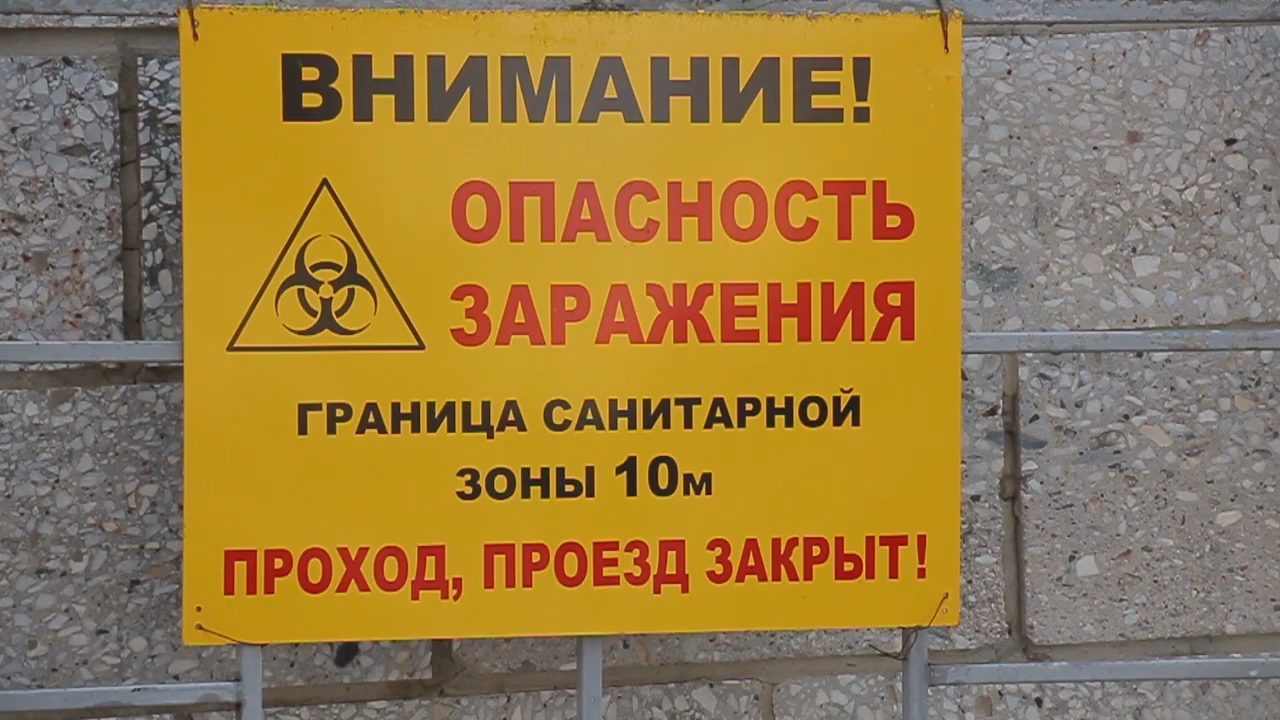 ВНИМАНИЕ!
ОПАСНОСТЬ
ЗАРАЖЕНИЯ
ГРАНИЦА САНИТАРНОЙ
ЗОНЫ 10м
ПРОХОД, ПРОЕЗД ЗАКРЫТ!